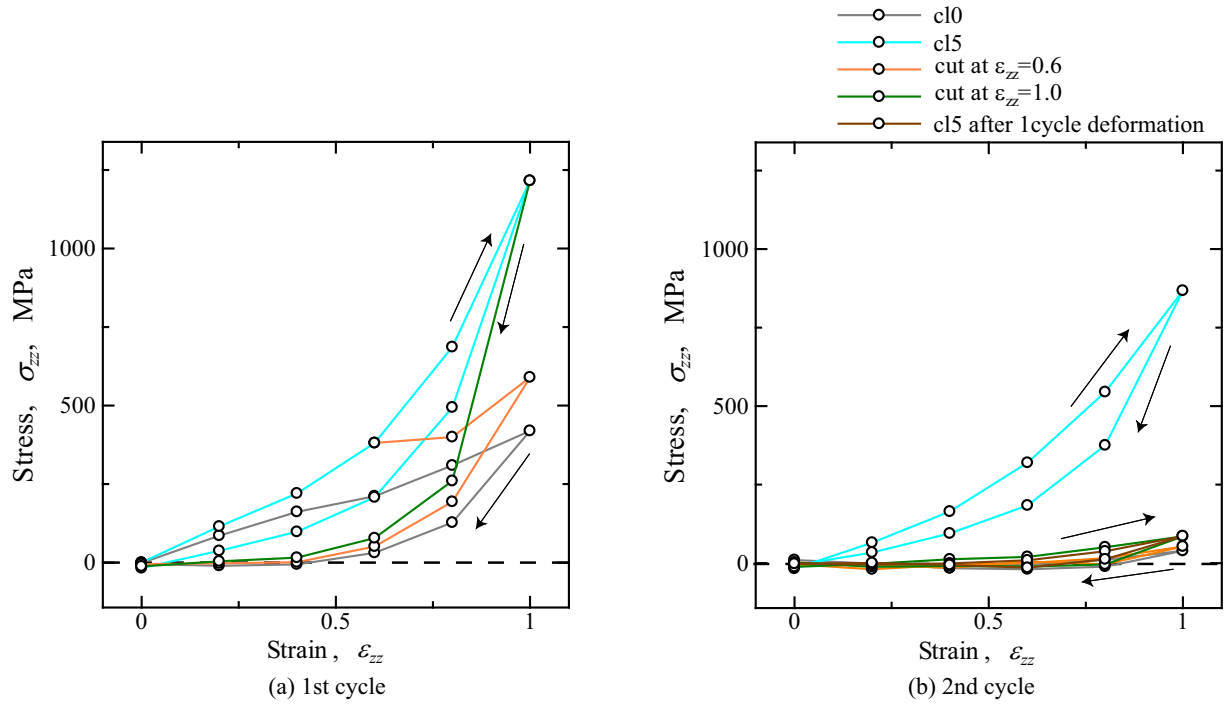 cl0
cl5
cut at εzz=0.6
cut at εzz=1.0
cl5 after 1cycle deformation
Stress, σzz, MPa
1000
500
0
0
0.5
1
Strain , εzz
(a) 1st cycle
Stress, σzz, MPa
1000
500
0
0
0.5
1
Strain , εzz
(b) 2nd cycle